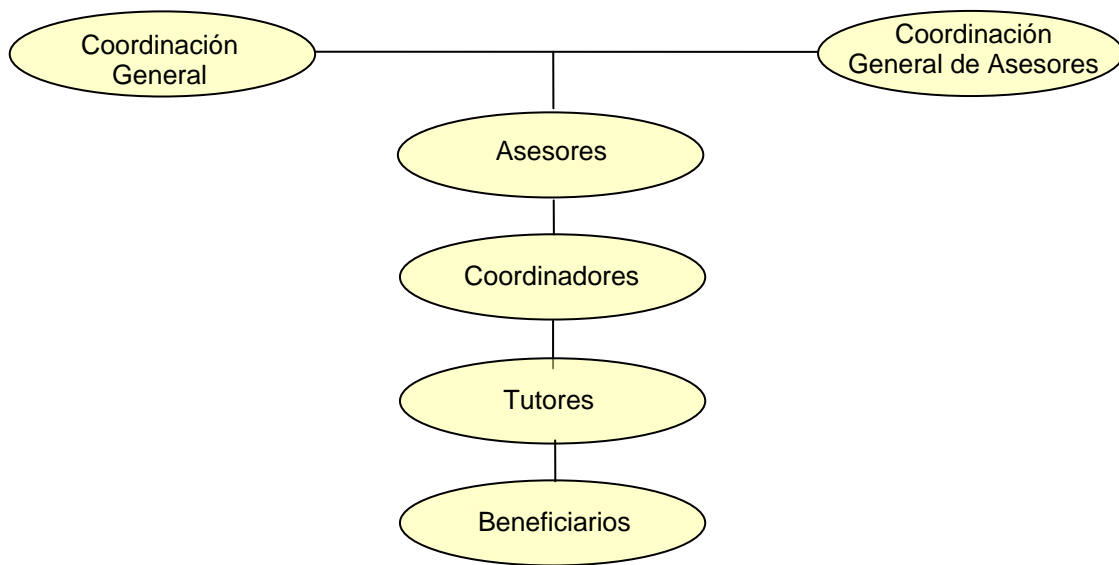 Coordinación
General
Coordinación
General de Asesores
Asesores
Coordinadores
Tutores
Beneficiarios